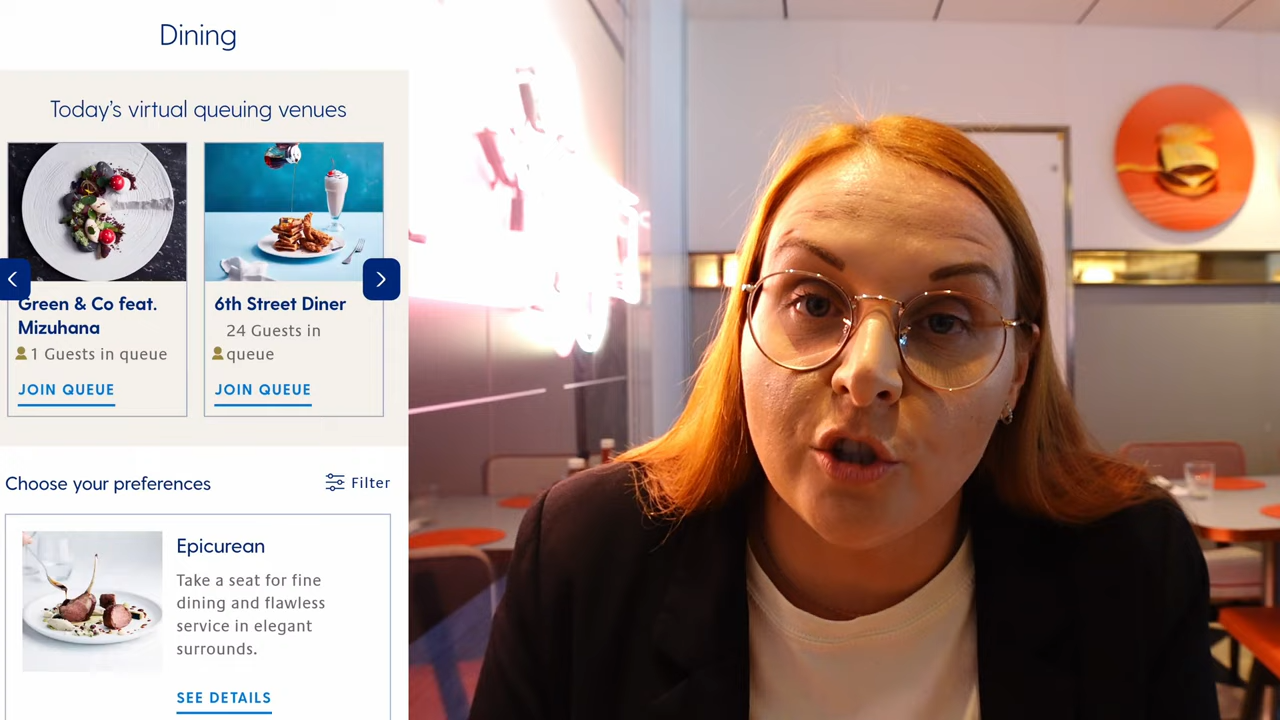 Dining
Today's virtual queuing venues
Green & Co feat.
Mizuhana
1 Guests in queue
JOIN QUEUE
6th Street Diner
24 Guests in
queue
JOIN QUEUE
Choose your preferences
Filter
Epicurean
Take a seat for fine
dining and flawless
service in elegant
surrounds.
SEE DETAILS